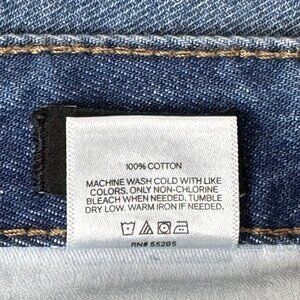 100% COTTON
MACHINE WASH COLD WITH LIKE
COLORS. ONLY NON-CHLORINE
BLEACH WHEN NEEDED. TUMBLE
DRY LOW. WARM IRON IF NEEDED.
RN# 55285